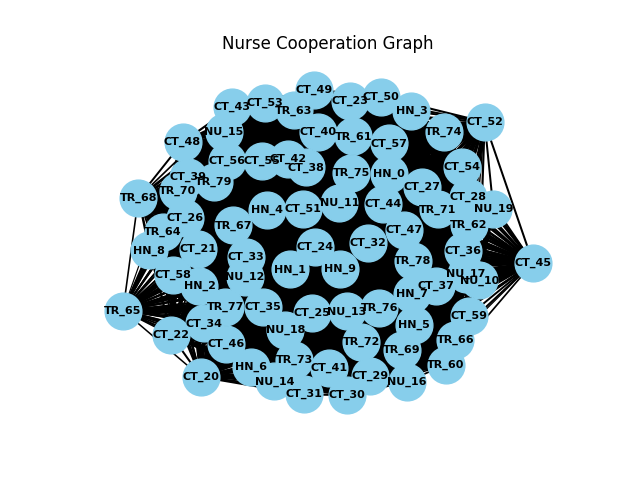 Nurse Cooperation Graph
CT_49
CT_50
CT_23
CT_53
CT_43
TR_63
HN_3
CT_52
NU_15
CT_40
TR_74
TR_61
CT_48
CT_57
CT_42
CT_56
CT_38
CT_54
TR_75
HN_0
CT_39
TR_79
CT_27
TR_70
TR_68
CT_28
NU_11
CT_44
CT_51
HN_4
TR_71
NU_19
CT_26
TR_67
TR_62
CT_47
TR_64
CT_32
CT_24
HN_8
CT_21
CT_36
CT_33
TR_78
CT_45
HN_1
HN_9
NU_17
CT_58
NU_12
NU_10
HN_2
CT_37
HN_7
TR_77
CT_35
TR_76
TR_65
NU_13
CT_25
CT_59
CT_34
HN_5
NU_18
CT_22
TR_66
TR_72
CT_46
TR_69
TR_73
TR_60
HN_6
CT_41
CT_29
CT_20
NU_14
NU_16
CT_31
CT_30